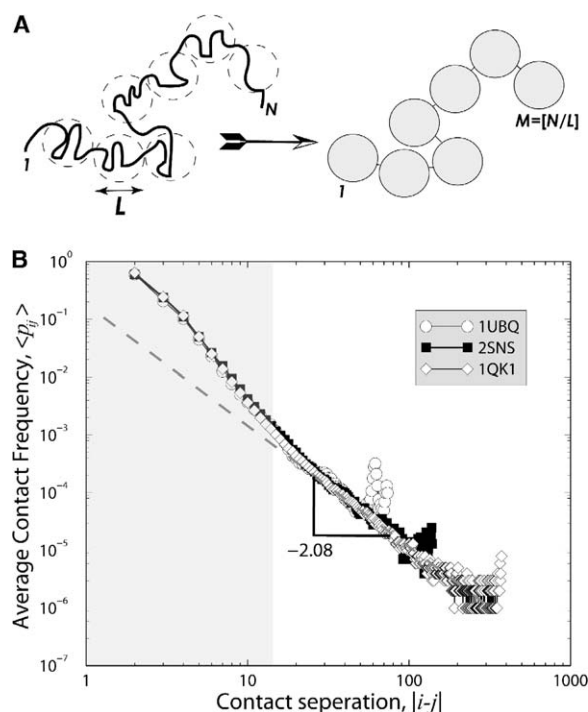 A
1
L
N
1
M=[N/L]
B
Average Contact Frequency, <p_ij>
10^0
10^-1
10^-2
10^-3
10^-4
10^-5
10^-6
10^-7
1UBQ
2SNS
1QK1
−2.08
1
10
100
1000
Contact seperation, |i-j|